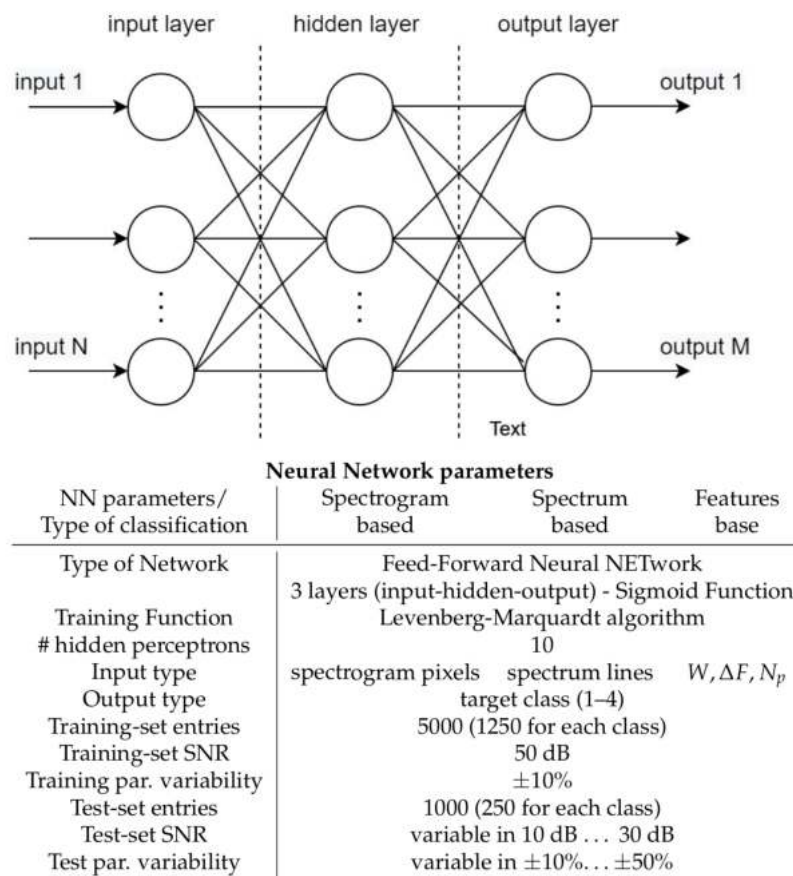 input layer hidden layer output layer
input 1 output 1
input N output M
Text
Neural Network parameters
NN parameters/ Spectrogram Spectrum Features
Type of classification based based base
Type of Network Feed-Forward Neural NETwork
3 layers (input-hidden-output) - Sigmoid Function
Training Function Levenberg-Marquardt algorithm
# hidden perceptrons 10
Input type spectrogram pixels spectrum lines W, ΔF, Np
Output type target class (1–4)
Training-set entries 5000 (1250 for each class)
Training-set SNR 50 dB
Training par. variability ±10%
Test-set entries 1000 (250 for each class)
Test-set SNR variable in 10 dB … 30 dB
Test par. variability variable in ±10%… ±50%